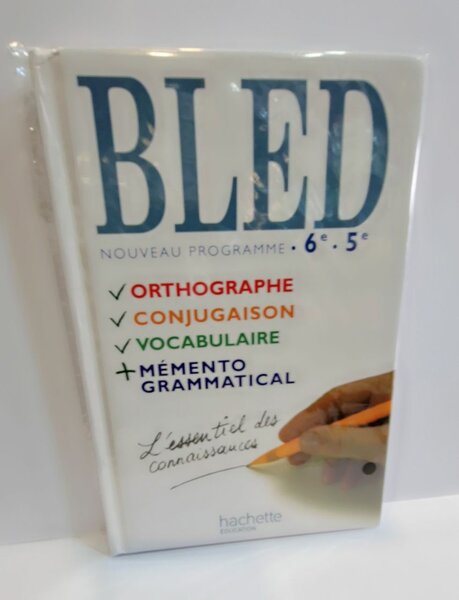 BLED
NOUVEAU PROGRAMME • 6e • 5e
✓ ORTHOGRAPHE
✓ CONJUGAISON
✓ VOCABULAIRE
+ MÉMENTO
GRAMMATICAL
L'essentiel des
connaissances
hachette
ÉDUCATION